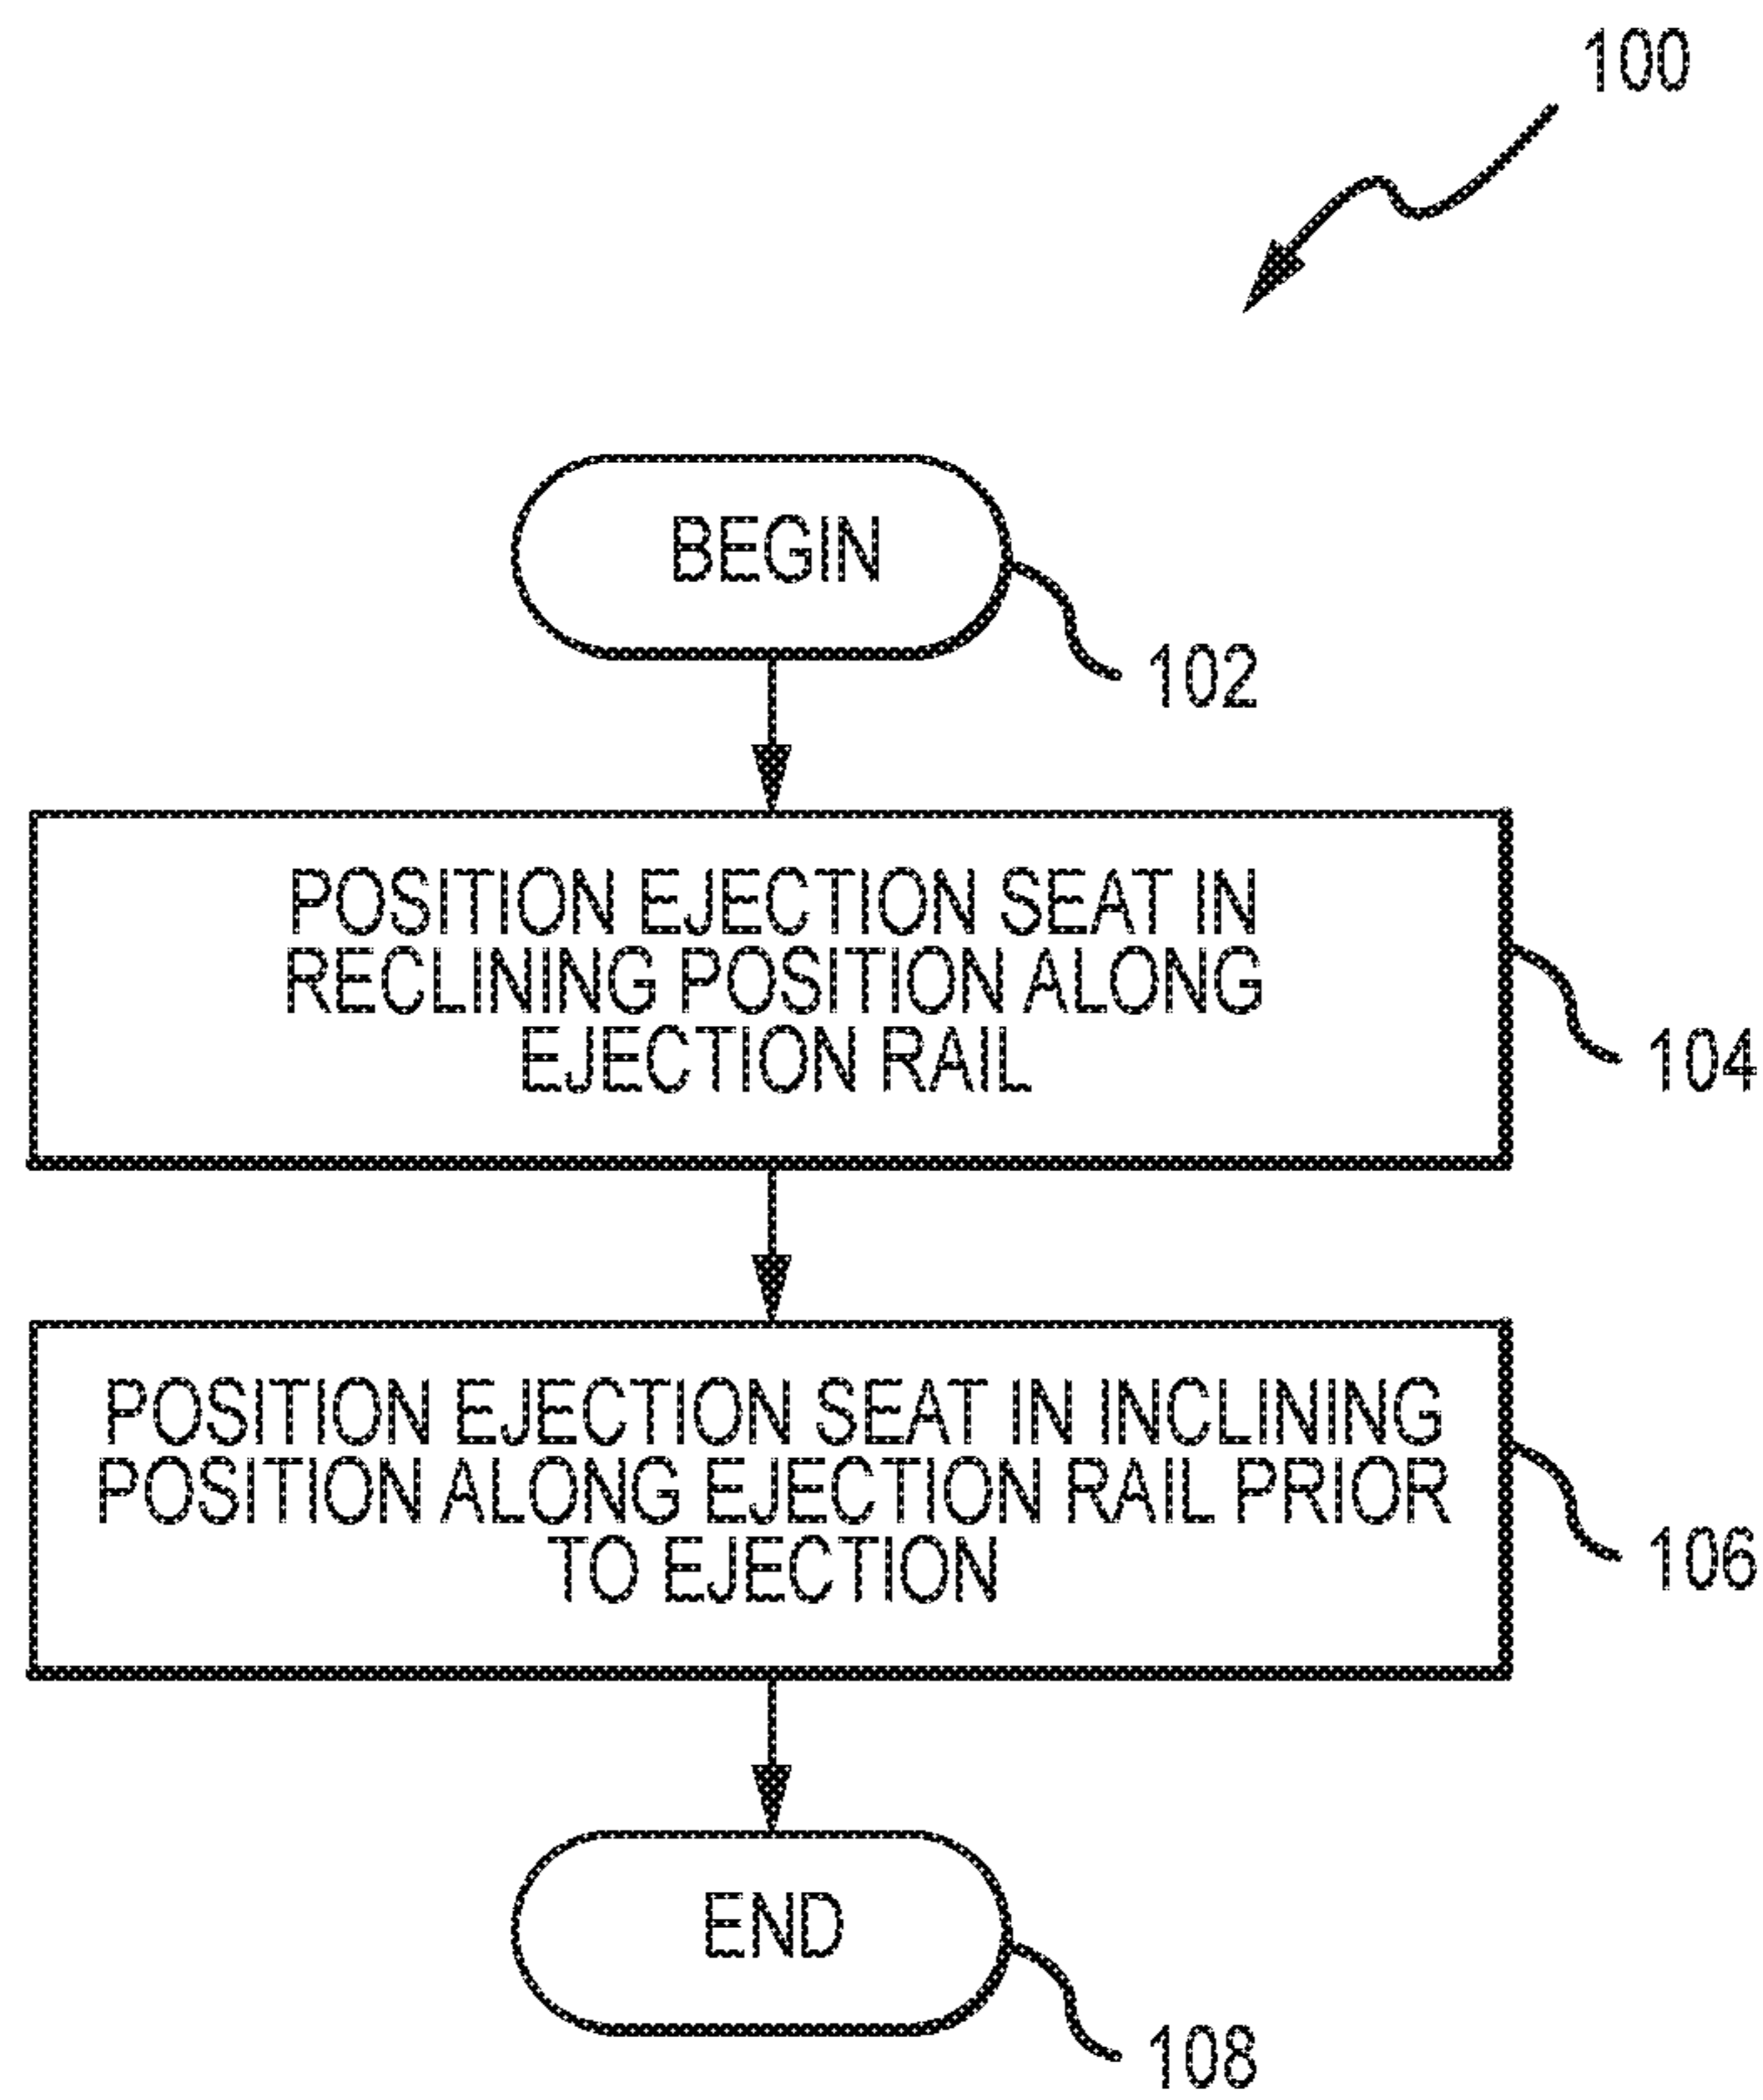 100
BEGIN
102
POSITION EJECTION SEAT IN
RECLINING POSITION ALONG
EJECTION RAIL
104
POSITION EJECTION SEAT IN INCLINING
POSITION ALONG EJECTION RAIL PRIOR
TO EJECTION
106
END
108